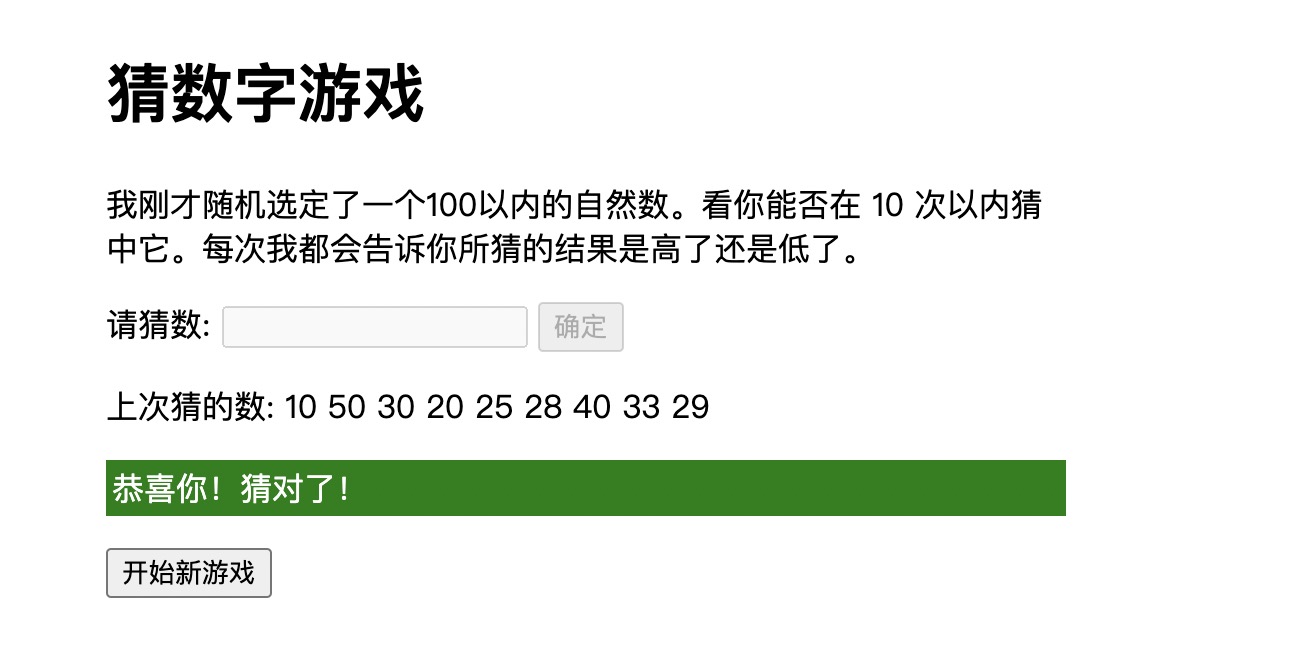 猜数字游戏
我刚才随机选定了一个100以内的自然数。看你能否在 10 次以内猜
中它。每次我都会告诉你所猜的结果是高了还是低了。
请猜数: 确定
上次猜的数: 10 50 30 20 25 28 40 33 29
恭喜你！猜对了！
开始新游戏